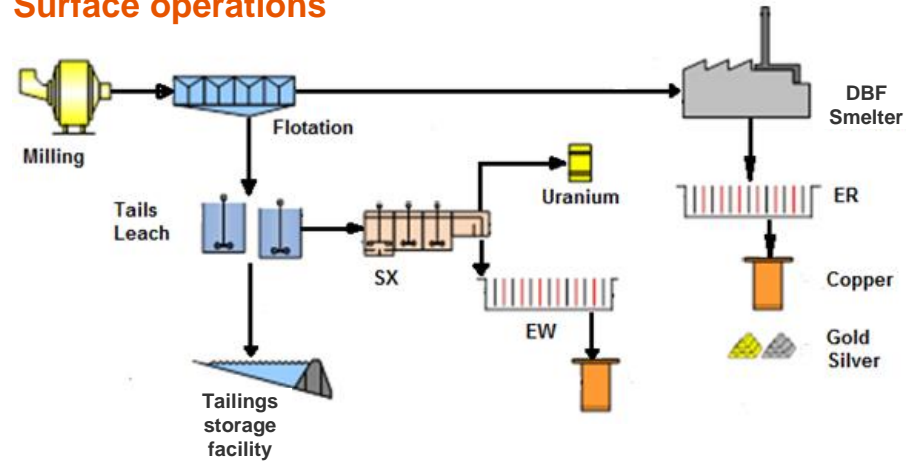 Surface operations
Milling
Flotation
DBF
Smelter
Tails
Leach
SX
Uranium
ER
EW
Copper
Gold
Silver
Tailings
storage
facility